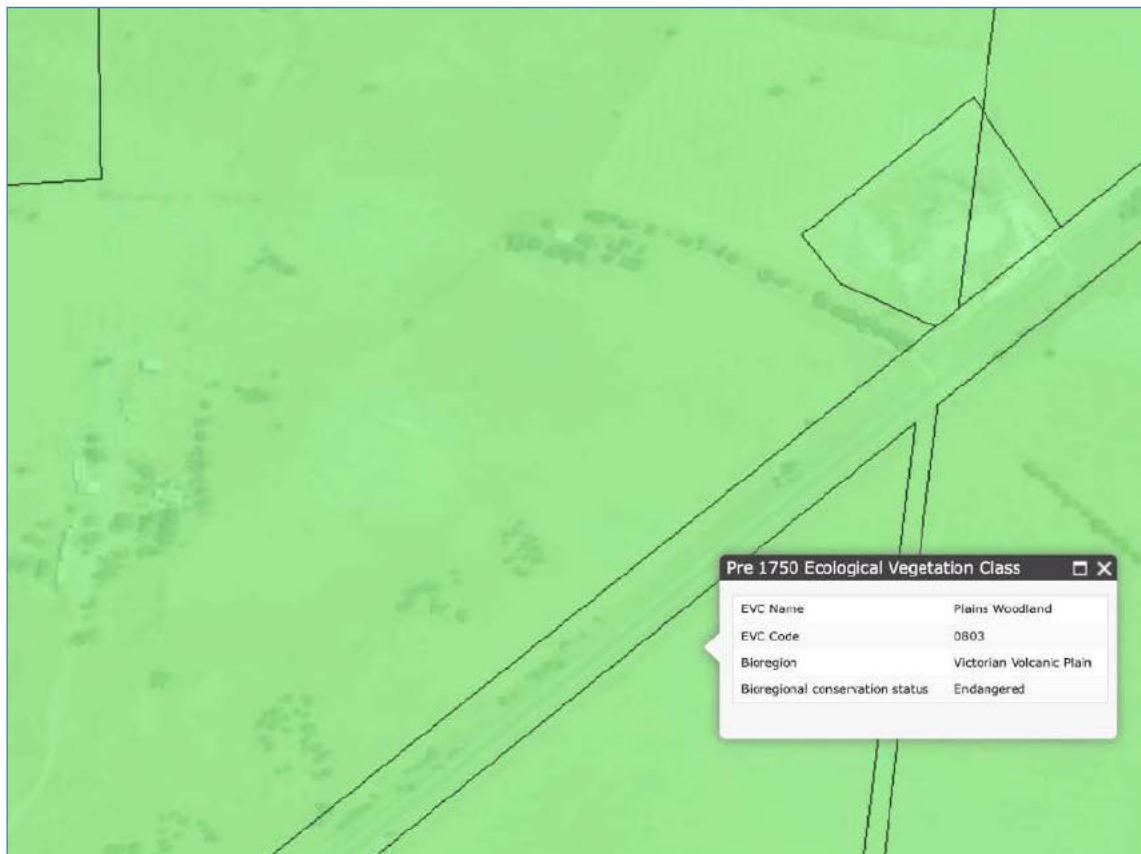 Pre 1750 Ecological Vegetation Class
EVC Name Plains Woodland
EVC Code 0803
Bioregion Victorian Volcanic Plain
Bioregional conservation status Endangered